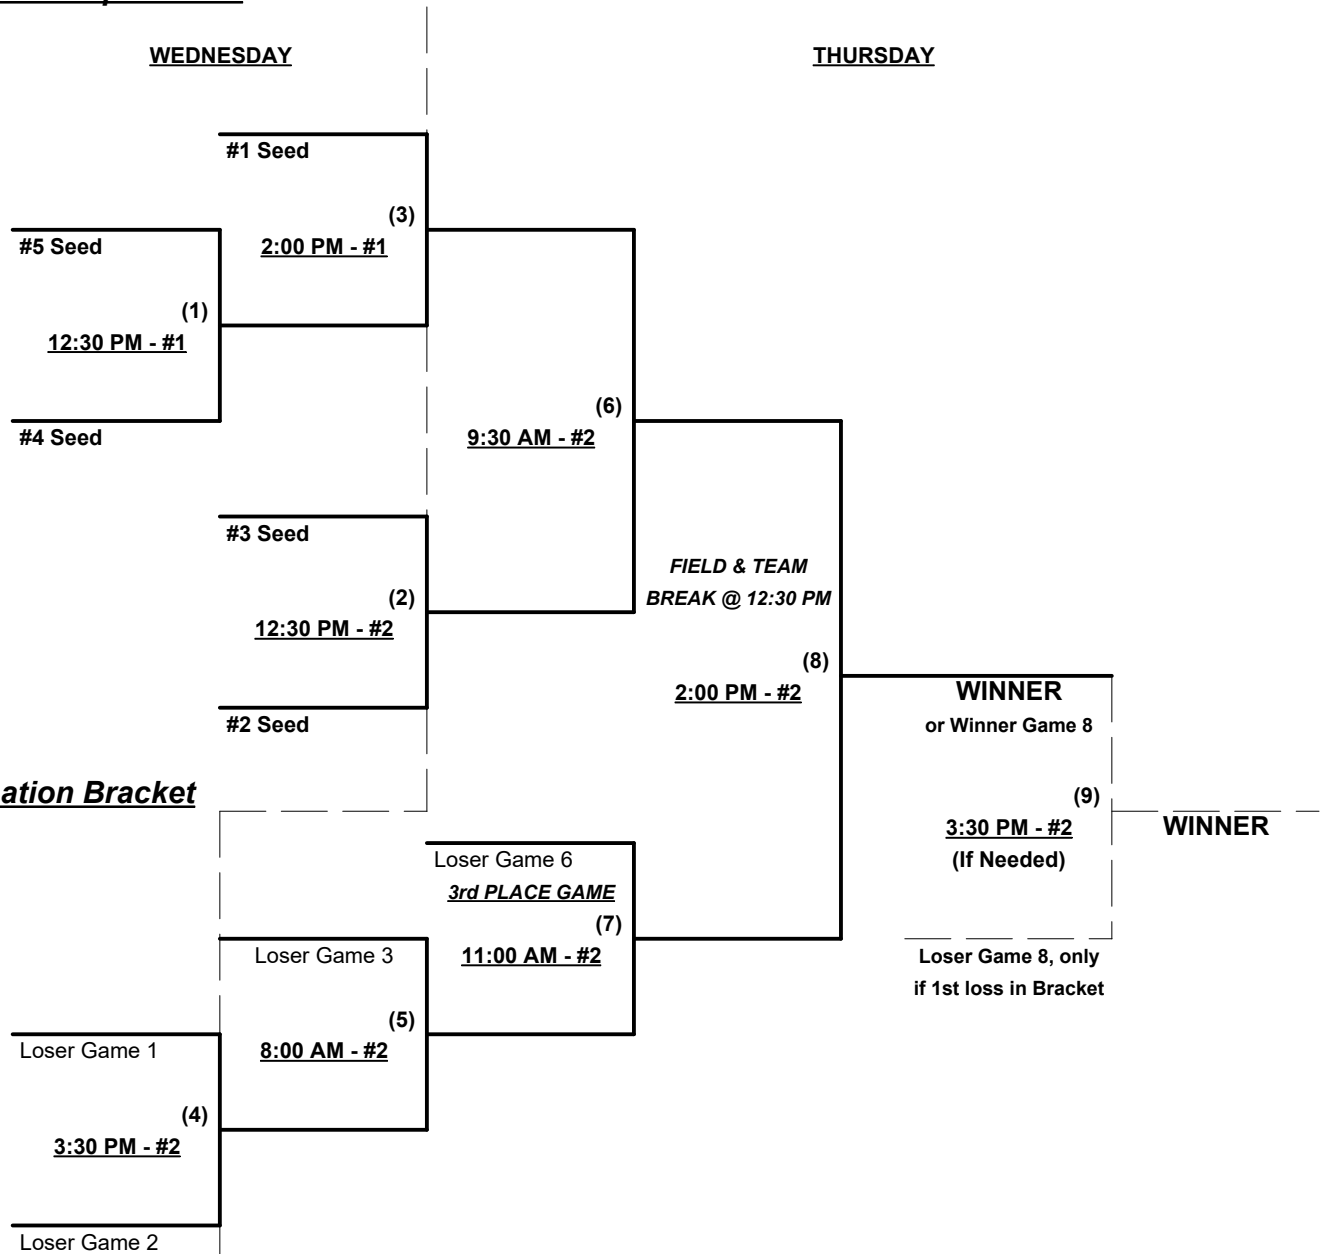 WEDNESDAY
THURSDAY
#1 Seed
(3)
2:00 PM - #1
#5 Seed
(1)
12:30 PM - #1
#4 Seed
(6)
9:30 AM - #2
#3 Seed
(2)
12:30 PM - #2
#2 Seed
FIELD & TEAM
BREAK @ 12:30 PM
(8)
2:00 PM - #2
WINNER
or Winner Game 8
(9)
3:30 PM - #2
(If Needed)
WINNER
Loser Game 8, only
if 1st loss in Bracket
ation Bracket
Loser Game 6
3rd PLACE GAME
(7)
11:00 AM - #2
Loser Game 3
(5)
8:00 AM - #2
Loser Game 1
(4)
3:30 PM - #2
Loser Game 2